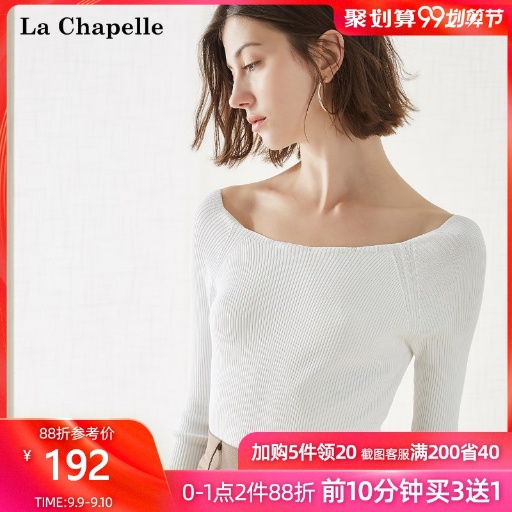 La Chapelle
聚划算 99划算节
88折参考价
¥ 192
TIME:9.9-9.10
加购5件领20 截图客服满200省40
0-1点2件88折 前10分钟买3送1